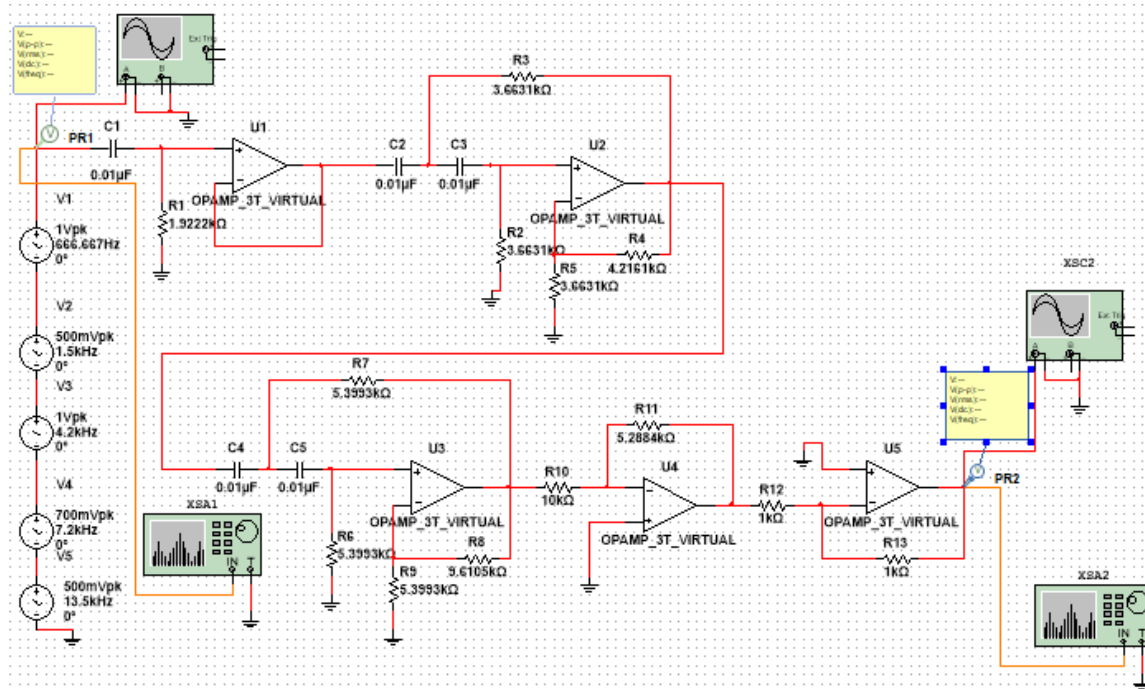 V: --
V(p-p): --
V(rms): --
V(dc): --
V(freq): --
Ext Trig
A
B
PR1
C1
0.01µF
R1
1.9222kΩ
U1
OPAMP_3T_VIRTUAL
C2
0.01µF
C3
0.01µF
R3
3.6631kΩ
U2
OPAMP_3T_VIRTUAL
R2
3.6631kΩ
R4
4.2161kΩ
R5
3.6631kΩ
V1
1Vpk
666.667Hz
0°
V2
500mVpk
1.5kHz
0°
V3
1Vpk
4.2kHz
0°
V4
700mVpk
7.2kHz
0°
V5
500mVpk
13.5kHz
0°
XSA1
IN
T
R7
5.3993kΩ
C4
0.01µF
C5
0.01µF
U3
OPAMP_3T_VIRTUAL
R6
5.3993kΩ
R8
9.6105kΩ
R9
5.3993kΩ
R10
10kΩ
R11
5.2884kΩ
U4
OPAMP_3T_VIRTUAL
R12
1kΩ
U5
OPAMP_3T_VIRTUAL
R13
1kΩ
XSC2
Ext Trig
A
B
V: --
V(p-p): --
V(rms): --
V(dc): --
V(freq): --
V
PR2
XSA2
IN
T